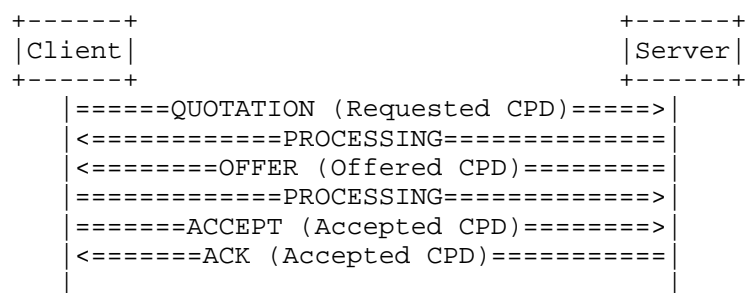 +------+ +------+
|Client| |Server|
+------+ +------+
|======QUOTATION (Requested CPD)=====>|
|<============PROCESSING==============|
|<========OFFER (Offered CPD)=========|
|=============PROCESSING=============>|
|=======ACCEPT (Accepted CPD)========>|
|<=======ACK (Accepted CPD)===========|
| |